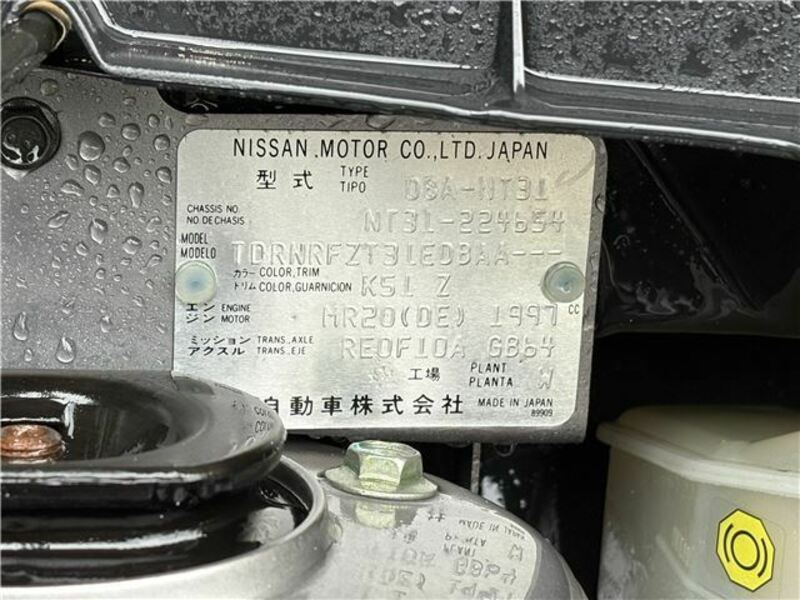 NISSAN MOTOR CO.,LTD. JAPAN
型式 TYPE TIPO DBA-NT31
CHASSIS NO. NO DE CHASIS NT31-224654
MODEL MODELO TDRNRFZT31EDBAA---
カラー COLOR,TRIM
トリム COLOR,GUARNICION K51 Z
エンジン ENGINE MOTOR MR20(DE) 1997 CC
ミッション TRANS.,AXLE
アクスル TRANS.,EJE RE0F10A GB64
工場 PLANT PLANTA W
自動車株式会社 MADE IN JAPAN
89909